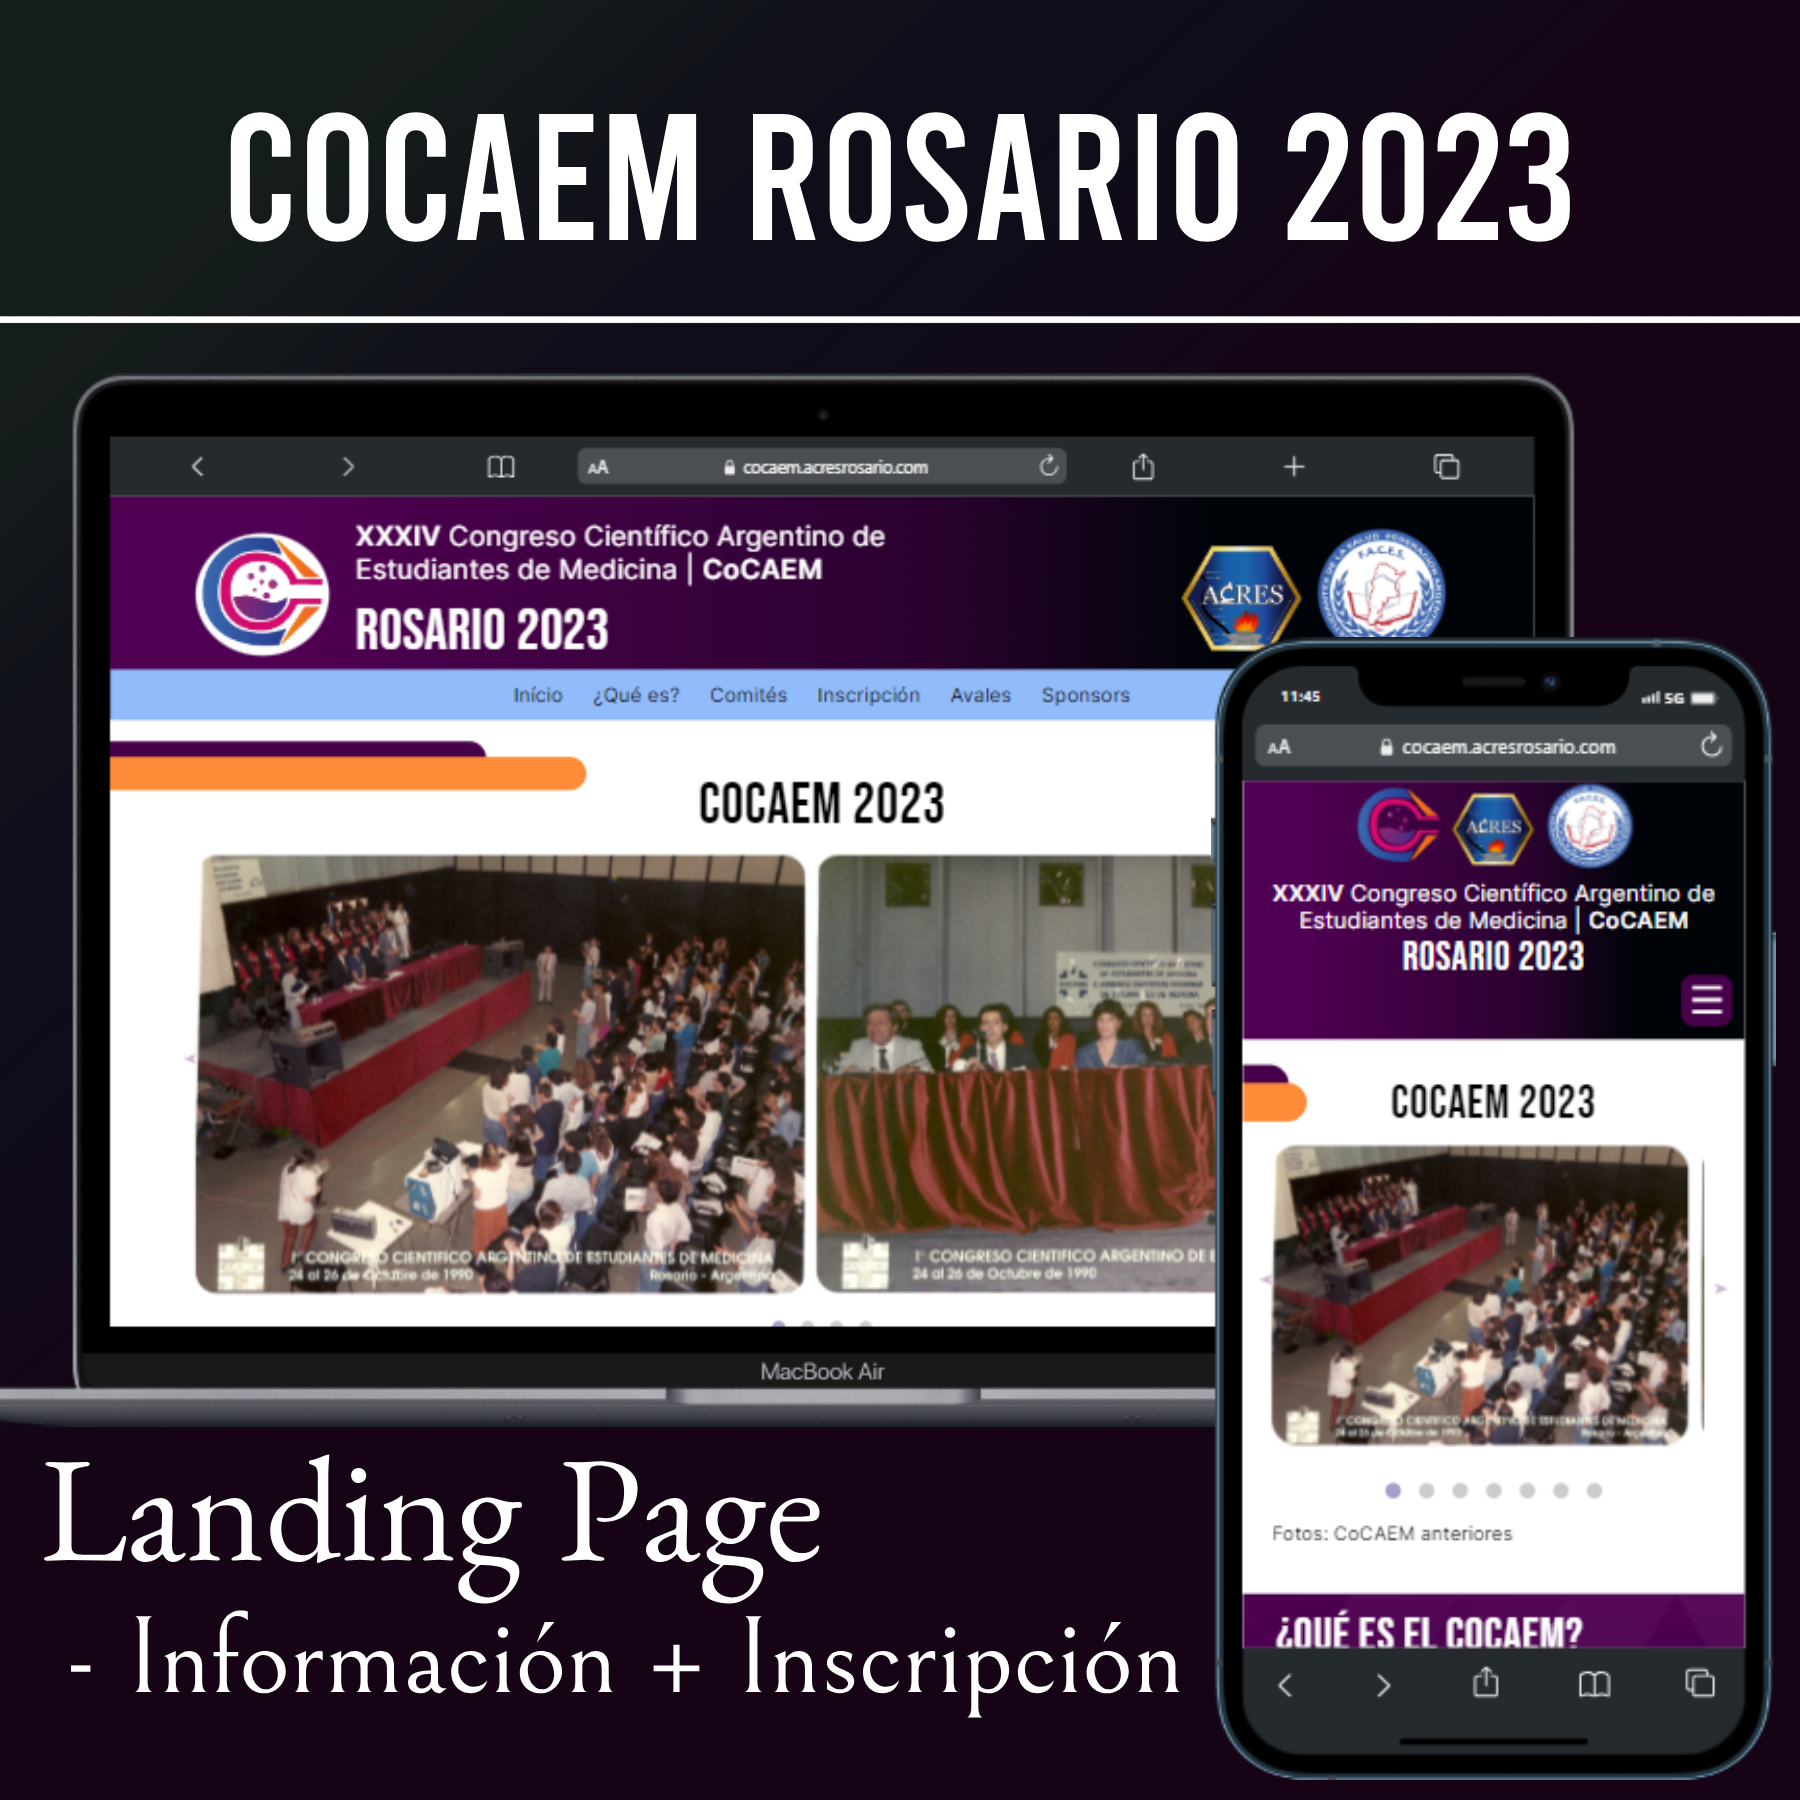 COCAEM ROSARIO 2023
AA
cocaem.acresrosario.com
XXXIV Congreso Científico Argentino de
Estudiantes de Medicina | CoCAEM
ROSARIO 2023
ACRES
F.A.C.E.S.
Início ¿Qué es? Comités Inscripción Avales Sponsors
COCAEM 2023
1° CONGRESO CIENTIFICO ARGENTINO DE ESTUDIANTES DE MEDICINA
24 al 26 de Octubre de 1990
Rosario - Argentina
1° CONGRESO CIENTIFICO ARGENTINO DE E
24 al 26 de Octubre de 1990
MacBook Air
11:45
5G
AA
cocaem.acresrosario.com
ACRES
XXXIV Congreso Científico Argentino de
Estudiantes de Medicina | CoCAEM
ROSARIO 2023
COCAEM 2023
Fotos: CoCAEM anteriores
¿QUÉ ES EL COCAEM?
Landing Page
- Información + Inscripción